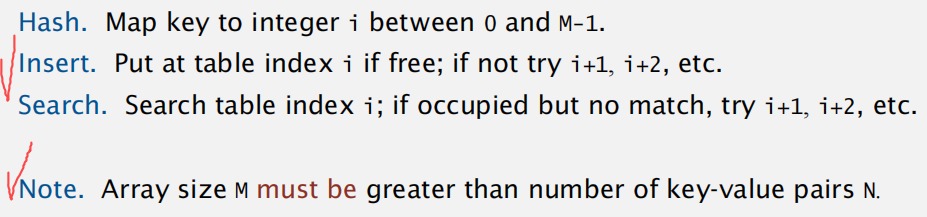 Hash. Map key to integer i between 0 and M-1.
Insert. Put at table index i if free; if not try i+1, i+2, etc.
Search. Search table index i; if occupied but no match, try i+1, i+2, etc.
Note. Array size M must be greater than number of key-value pairs N.